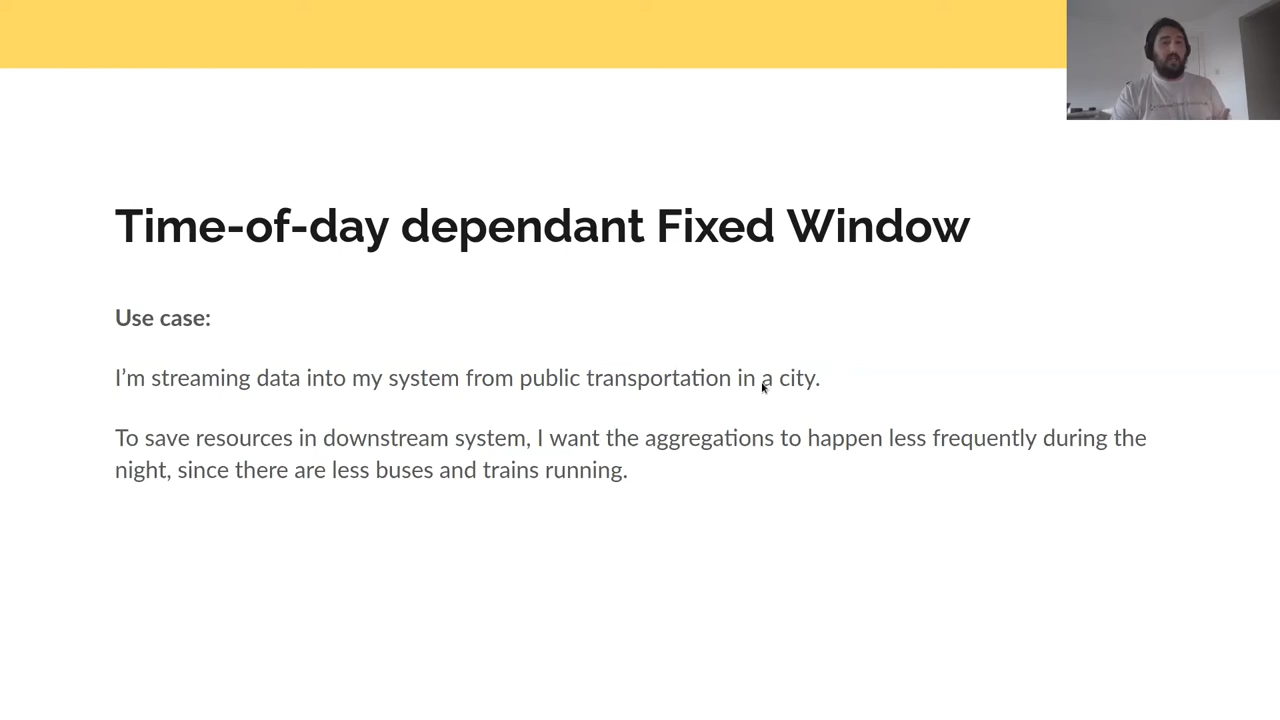 Time-of-day dependant Fixed Window
Use case:
I'm streaming data into my system from public transportation in a city.
To save resources in downstream system, I want the aggregations to happen less frequently during the
night, since there are less buses and trains running.